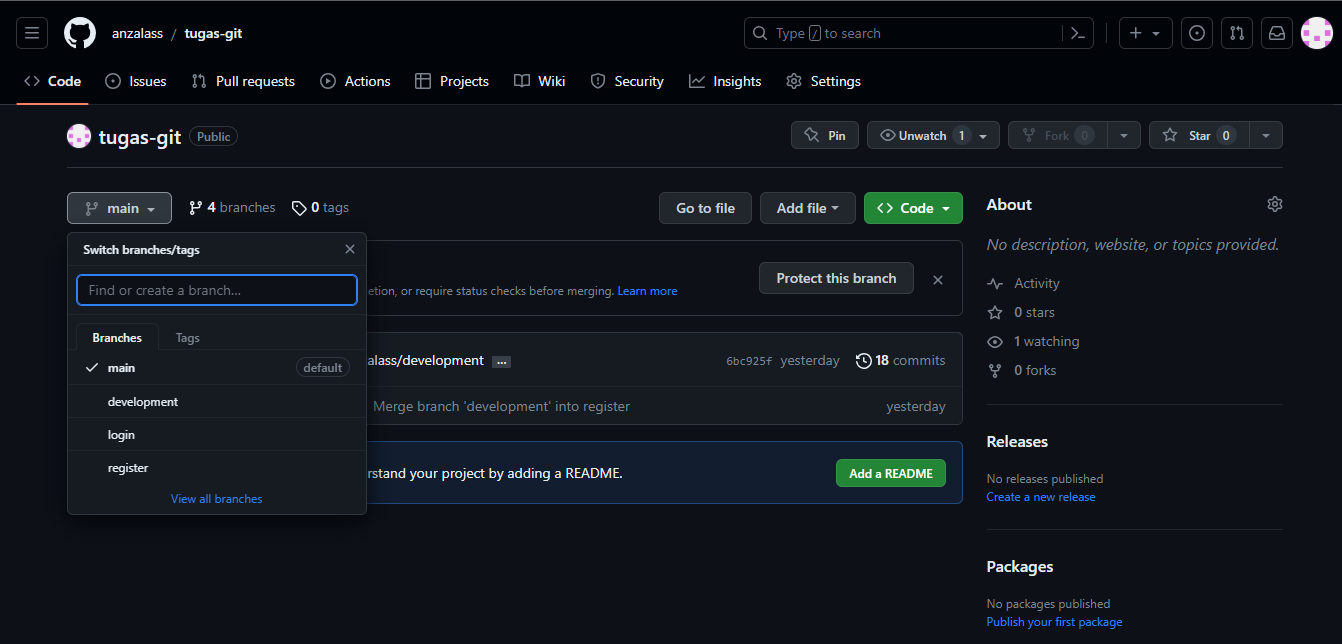 anzalass / tugas-git
Type / to search
Code Issues Pull requests Actions Projects Wiki Security Insights Settings
tugas-git Public
Pin Unwatch 1 Fork 0 Star 0
main 4 branches 0 tags Go to file Add file Code
Switch branches/tags
Find or create a branch...
Branches Tags
main default
development
login
register
View all branches
etion, or require status checks before merging. Learn more
Protect this branch
alass/development ... 6bc925f yesterday 18 commits
Merge branch 'development' into register yesterday
rstand your project by adding a README. Add a README
About
No description, website, or topics provided.
Activity
0 stars
1 watching
0 forks
Releases
No releases published
Create a new release
Packages
No packages published
Publish your first package